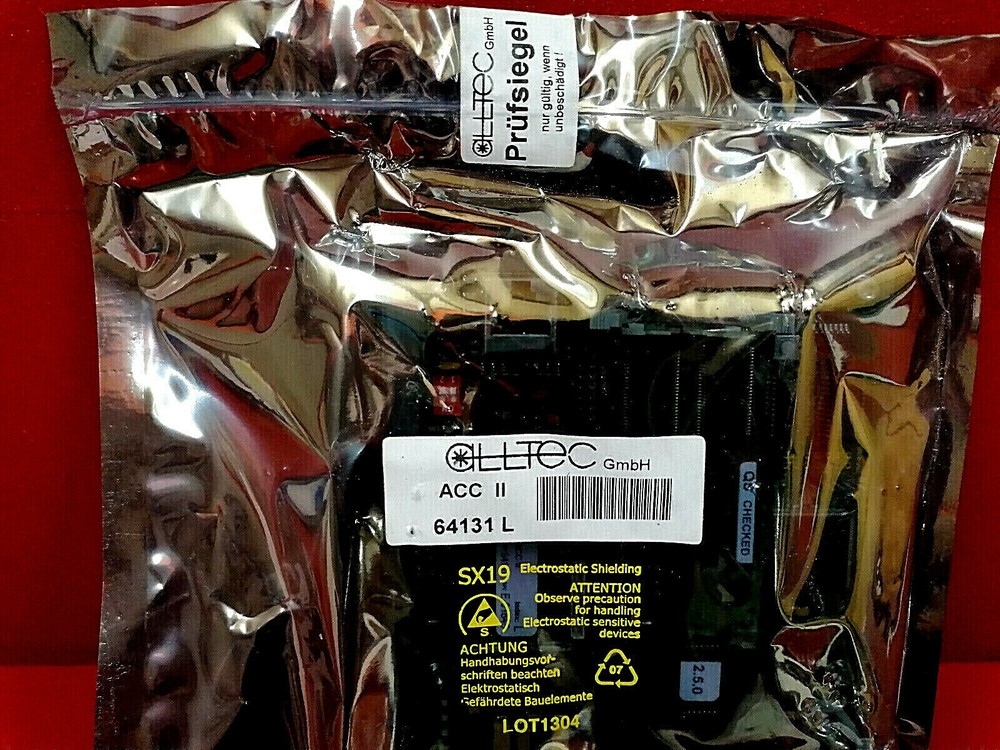 alltec GmbH
Prüfsiegel
nur gültig, wenn
unbeschädigt !
alltec GmbH
ACC II
64131 L
QS CHECKED
SX19
Electrostatic Shielding
ATTENTION
Observe precaution
for handling
Electrostatic sensitive
devices
S
ACHTUNG
Handhabungsvor-
schriften beachten
Elektrostatisch
Gefährdete Bauelemente
07
2.5.0
LOT1304